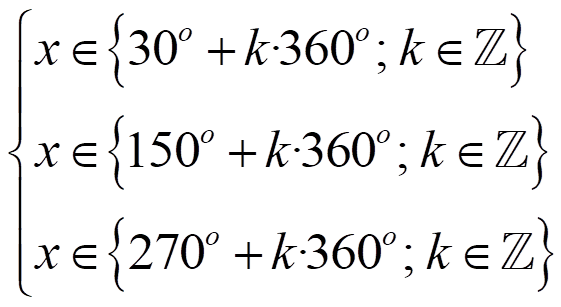 x ∈ {30° + k·360° ; k ∈ ℤ}
x ∈ {150° + k·360° ; k ∈ ℤ}
x ∈ {270° + k·360° ; k ∈ ℤ}